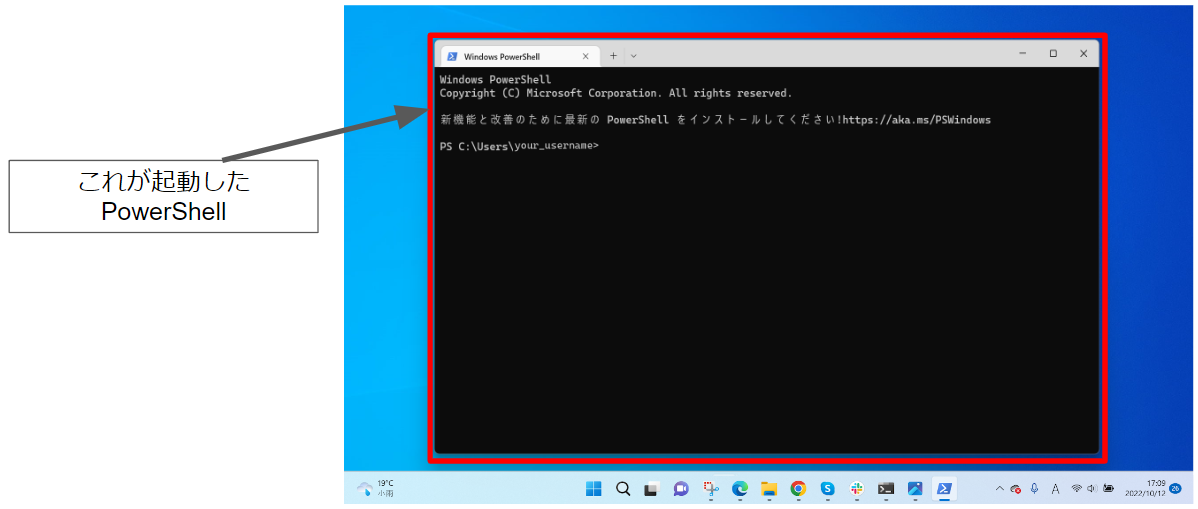 これが起動した
PowerShell
Windows PowerShell
Windows PowerShell
Copyright (C) Microsoft Corporation. All rights reserved.
新機能と改善のために最新の PowerShell をインストールしてください!https://aka.ms/PSWindows
PS C:\Users\your_username>
19°C
小雨
A
17:09
2022/10/12
26